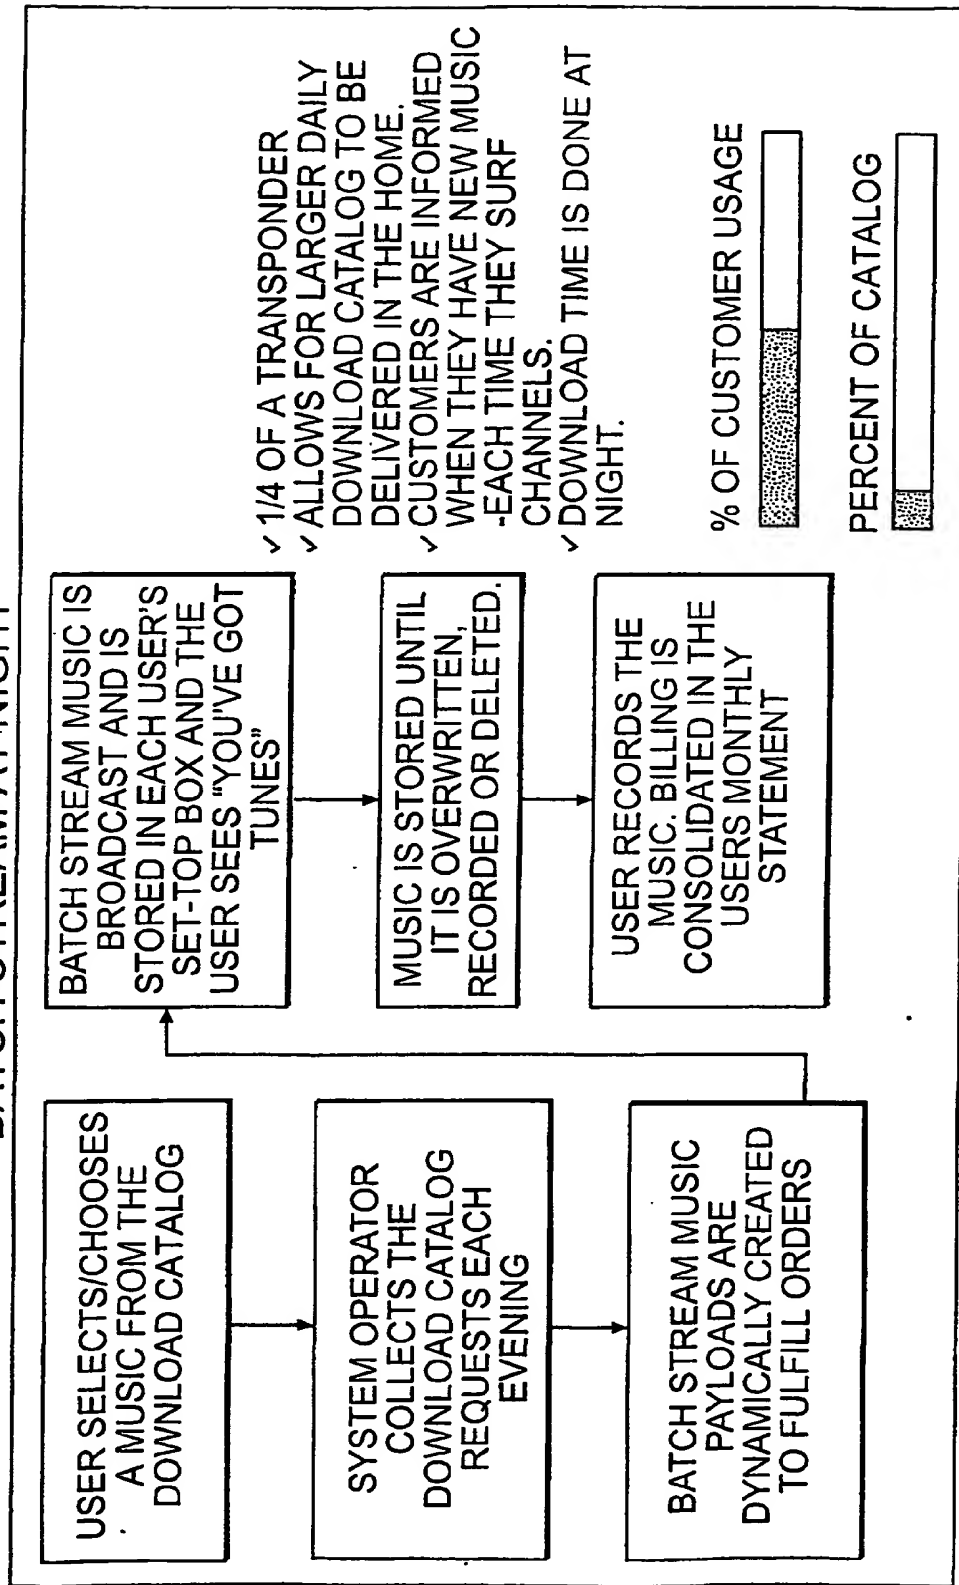 USER SELECTS/CHOOSES
A MUSIC FROM THE
DOWNLOAD CATALOG
SYSTEM OPERATOR
COLLECTS THE
DOWNLOAD CATALOG
REQUESTS EACH
EVENING
BATCH STREAM MUSIC
PAYLOADS ARE
DYNAMICALLY CREATED
TO FULFILL ORDERS
BATCH STREAM MUSIC IS
BROADCAST AND IS
STORED IN EACH USER'S
SET-TOP BOX AND THE
USER SEES "YOU'VE GOT
TUNES"
MUSIC IS STORED UNTIL
IT IS OVERWRITTEN,
RECORDED OR DELETED.
USER RECORDS THE
MUSIC. BILLING IS
CONSOLIDATED IN THE
USERS MONTHLY
STATEMENT
✓ 1/4 OF A TRANSPONDER
✓ ALLOWS FOR LARGER DAILY
DOWNLOAD CATALOG TO BE
DELIVERED IN THE HOME.
✓ CUSTOMERS ARE INFORMED
WHEN THEY HAVE NEW MUSIC
-EACH TIME THEY SURF
CHANNELS.
✓ DOWNLOAD TIME IS DONE AT
NIGHT.
% OF CUSTOMER USAGE
PERCENT OF CATALOG